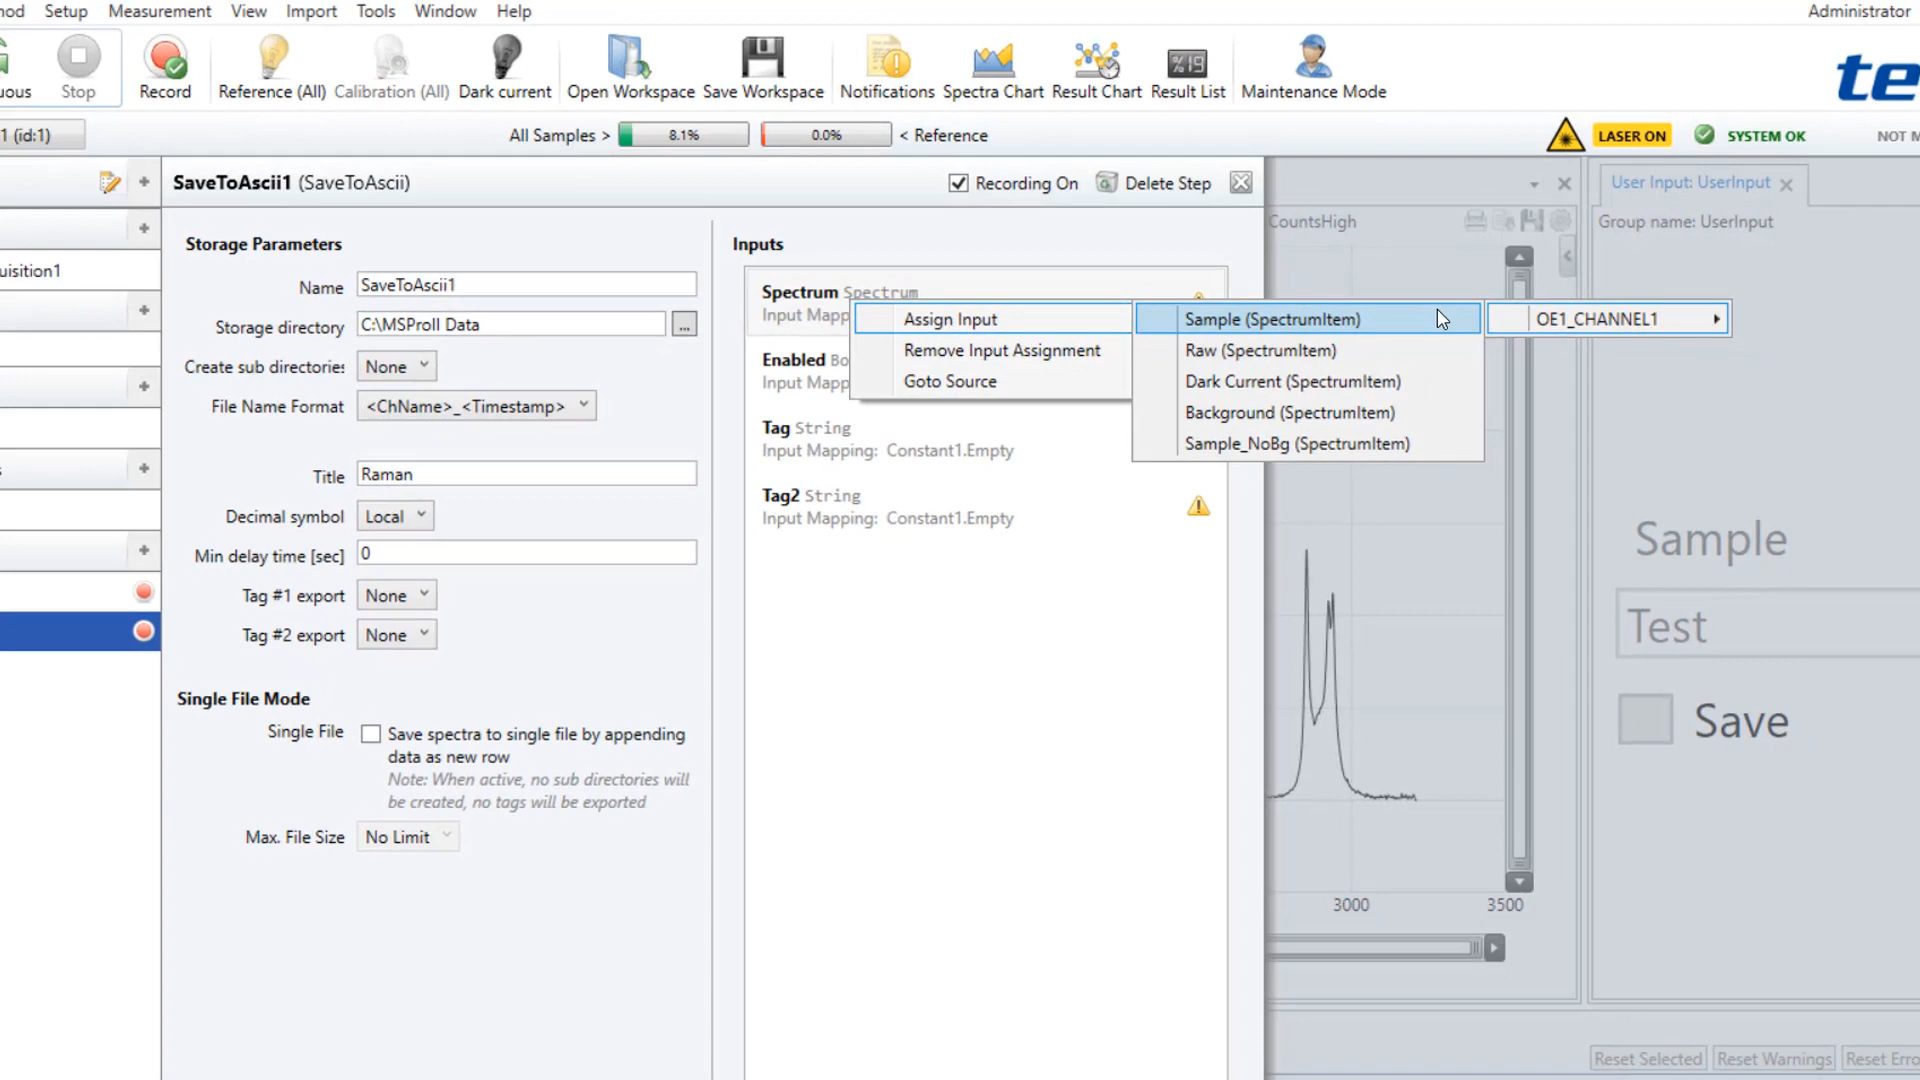 nod Setup Measurement View Import Tools Window Help Administrator
uous Stop Record Reference (All) Calibration (All) Dark current Open Workspace Save Workspace Notifications Spectra Chart Result Chart Result List Maintenance Mode
%19
te
1 (id:1) All Samples > 8.1% 0.0% < Reference LASER ON SYSTEM OK NOT M
SaveToAscii1 (SaveToAscii) Recording On Delete Step
User Input: UserInput
CountsHigh
Group name: UserInput
uisition1
s
Storage Parameters
Name SaveToAscii1
Storage directory C:\MSProII Data ...
Create sub directories None
File Name Format <ChName>_<Timestamp>
Title Raman
Decimal symbol Local
Min delay time [sec] 0
Tag #1 export None
Tag #2 export None
Single File Mode
Single File Save spectra to single file by appending
data as new row
Note: When active, no sub directories will
be created, no tags will be exported
Max. File Size No Limit
Inputs
Spectrum Spectrum
Input Mapp
Enabled Bo
Input Mapp
Tag String
Input Mapping: Constant1.Empty
Tag2 String
Input Mapping: Constant1.Empty
Assign Input
Remove Input Assignment
Goto Source
Sample (SpectrumItem)
Raw (SpectrumItem)
Dark Current (SpectrumItem)
Background (SpectrumItem)
Sample_NoBg (SpectrumItem)
OE1_CHANNEL1
3000 3500
Sample
Test
Save
Reset Selected Reset Warnings Reset Erro